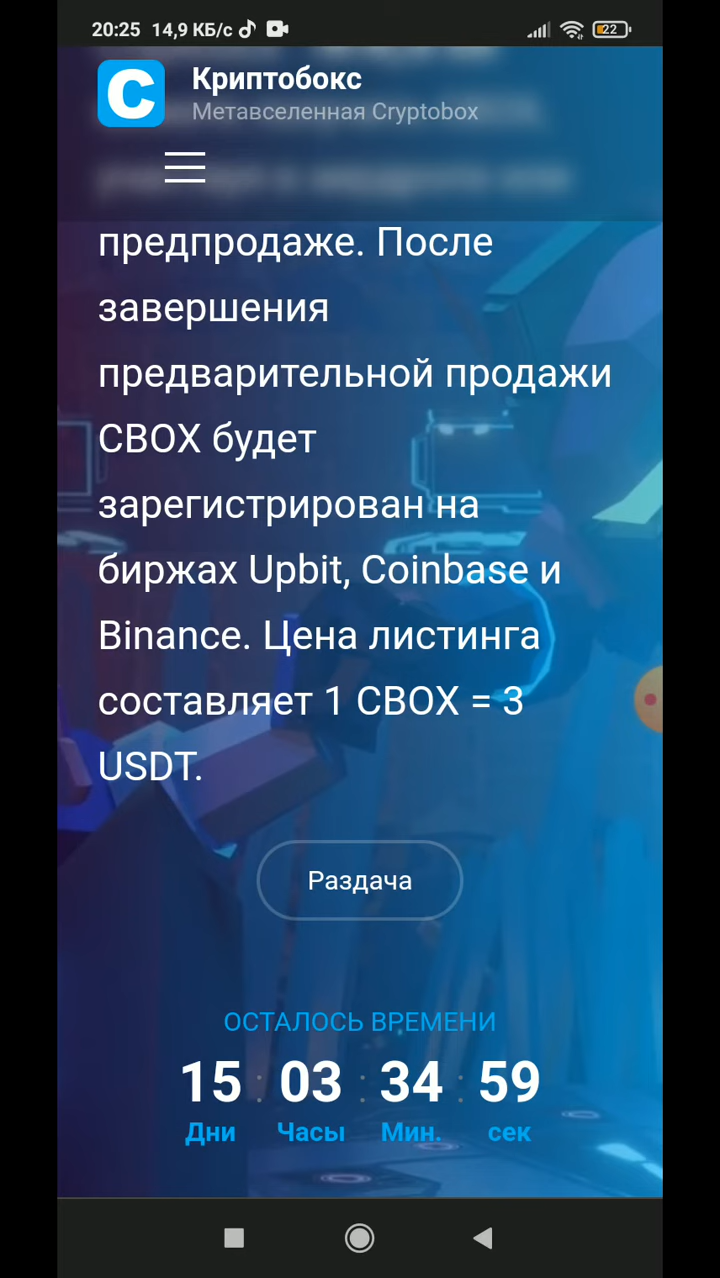 20:25 14,9 КБ/с
22
Криптобокс
Метавселенная Cryptobox
предпродаже. После
завершения
предварительной продажи
CBOX будет
зарегистрирован на
биржах Upbit, Coinbase и
Binance. Цена листинга
составляет 1 CBOX = 3
USDT.
Раздача
ОСТАЛОСЬ ВРЕМЕНИ
15 : 03 : 34 : 59
Дни Часы Мин. сек